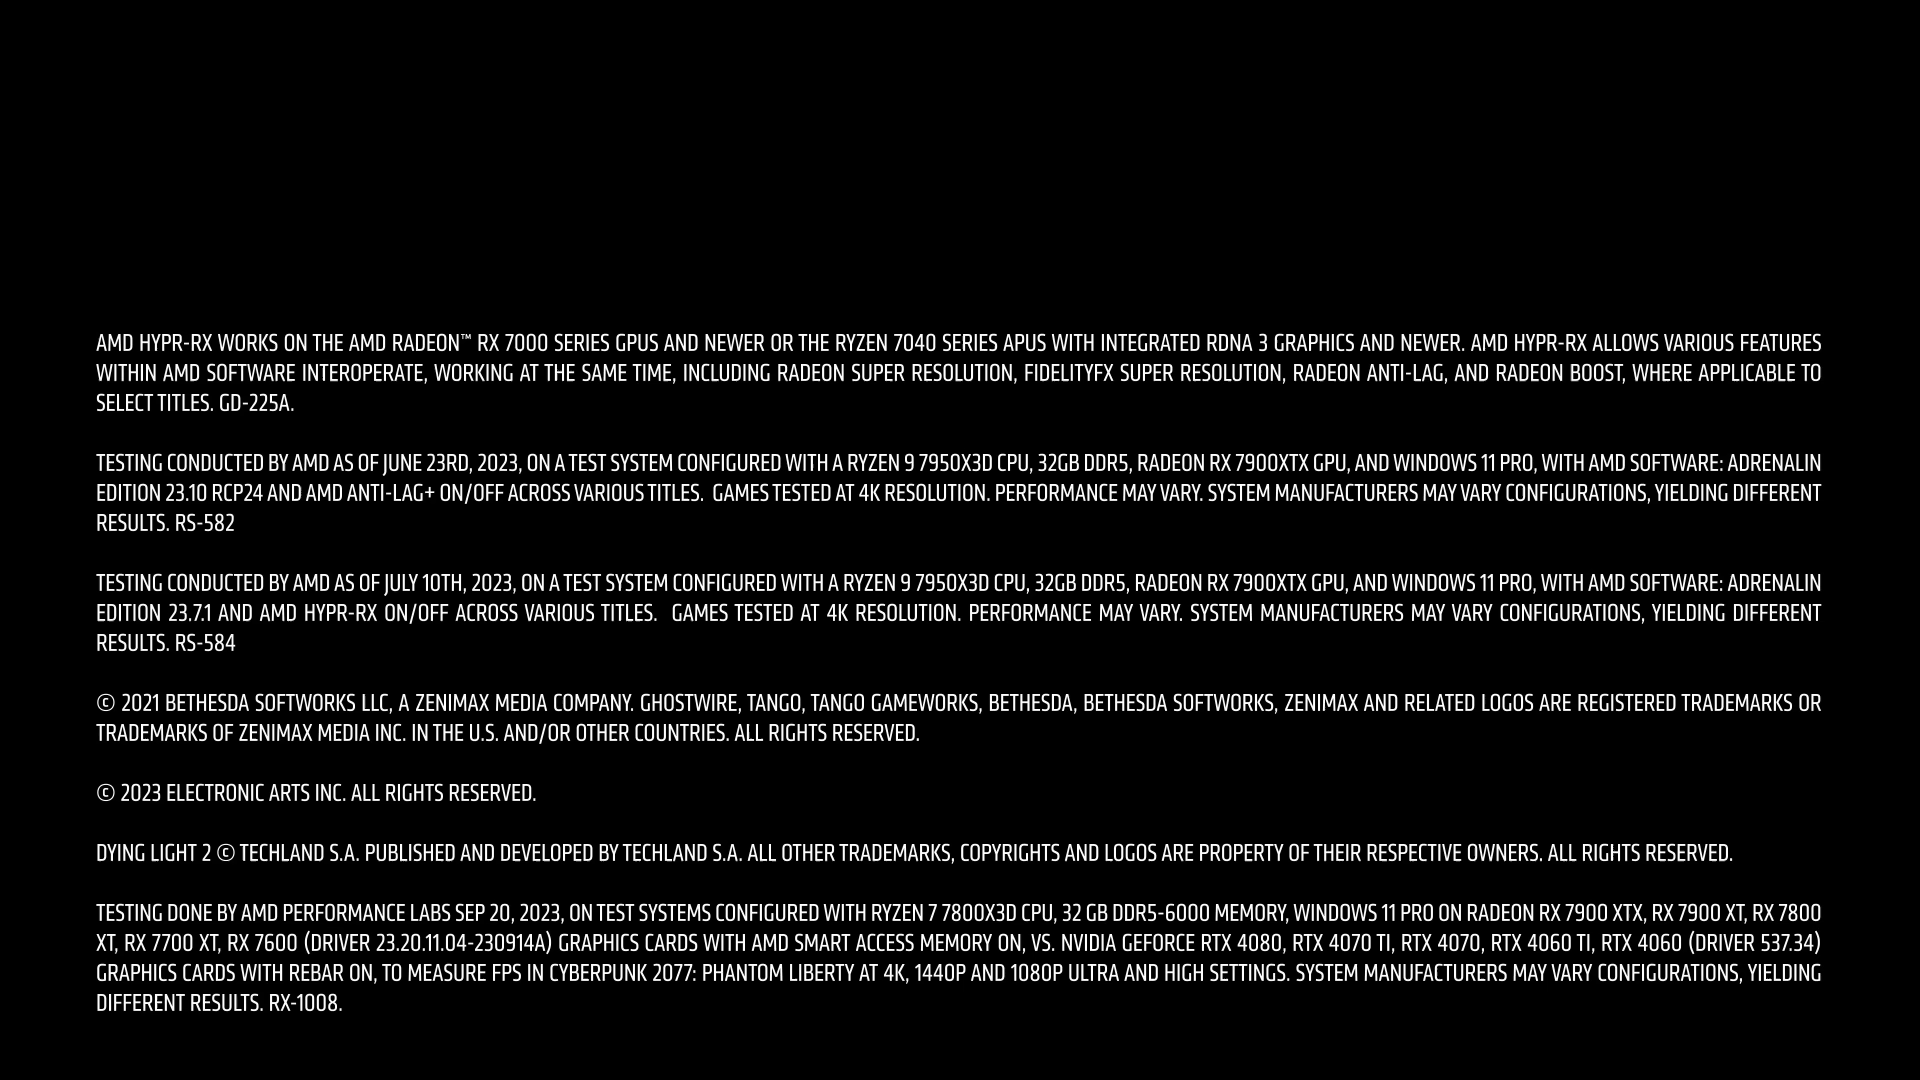 AMD HYPR-RX WORKS ON THE AMD RADEON™ RX 7000 SERIES GPUS AND NEWER OR THE RYZEN 7040 SERIES APUS WITH INTEGRATED RDNA 3 GRAPHICS AND NEWER. AMD HYPR-RX ALLOWS VARIOUS FEATURES
WITHIN AMD SOFTWARE INTEROPERATE, WORKING AT THE SAME TIME, INCLUDING RADEON SUPER RESOLUTION, FIDELITYFX SUPER RESOLUTION, RADEON ANTI-LAG, AND RADEON BOOST, WHERE APPLICABLE TO
SELECT TITLES. GD-225A.
TESTING CONDUCTED BY AMD AS OF JUNE 23RD, 2023, ON A TEST SYSTEM CONFIGURED WITH A RYZEN 9 7950X3D CPU, 32GB DDR5, RADEON RX 7900XTX GPU, AND WINDOWS 11 PRO, WITH AMD SOFTWARE: ADRENALIN
EDITION 23.10 RCP24 AND AMD ANTI-LAG+ ON/OFF ACROSS VARIOUS TITLES.  GAMES TESTED AT 4K RESOLUTION. PERFORMANCE MAY VARY. SYSTEM MANUFACTURERS MAY VARY CONFIGURATIONS, YIELDING DIFFERENT
RESULTS. RS-582
TESTING CONDUCTED BY AMD AS OF JULY 10TH, 2023, ON A TEST SYSTEM CONFIGURED WITH A RYZEN 9 7950X3D CPU, 32GB DDR5, RADEON RX 7900XTX GPU, AND WINDOWS 11 PRO, WITH AMD SOFTWARE: ADRENALIN
EDITION 23.7.1 AND AMD HYPR-RX ON/OFF ACROSS VARIOUS TITLES.  GAMES TESTED AT 4K RESOLUTION. PERFORMANCE MAY VARY. SYSTEM MANUFACTURERS MAY VARY CONFIGURATIONS, YIELDING DIFFERENT
RESULTS. RS-584
© 2021 BETHESDA SOFTWORKS LLC, A ZENIMAX MEDIA COMPANY. GHOSTWIRE, TANGO, TANGO GAMEWORKS, BETHESDA, BETHESDA SOFTWORKS, ZENIMAX AND RELATED LOGOS ARE REGISTERED TRADEMARKS OR
TRADEMARKS OF ZENIMAX MEDIA INC. IN THE U.S. AND/OR OTHER COUNTRIES. ALL RIGHTS RESERVED.
© 2023 ELECTRONIC ARTS INC. ALL RIGHTS RESERVED.
DYING LIGHT 2 © TECHLAND S.A. PUBLISHED AND DEVELOPED BY TECHLAND S.A. ALL OTHER TRADEMARKS, COPYRIGHTS AND LOGOS ARE PROPERTY OF THEIR RESPECTIVE OWNERS. ALL RIGHTS RESERVED.
TESTING DONE BY AMD PERFORMANCE LABS SEP 20, 2023, ON TEST SYSTEMS CONFIGURED WITH RYZEN 7 7800X3D CPU, 32 GB DDR5-6000 MEMORY, WINDOWS 11 PRO ON RADEON RX 7900 XTX, RX 7900 XT, RX 7800
XT, RX 7700 XT, RX 7600 (DRIVER 23.20.11.04-230914A) GRAPHICS CARDS WITH AMD SMART ACCESS MEMORY ON, VS. NVIDIA GEFORCE RTX 4080, RTX 4070 TI, RTX 4070, RTX 4060 TI, RTX 4060 (DRIVER 537.34)
GRAPHICS CARDS WITH REBAR ON, TO MEASURE FPS IN CYBERPUNK 2077: PHANTOM LIBERTY AT 4K, 1440P AND 1080P ULTRA AND HIGH SETTINGS. SYSTEM MANUFACTURERS MAY VARY CONFIGURATIONS, YIELDING
DIFFERENT RESULTS. RX-1008.